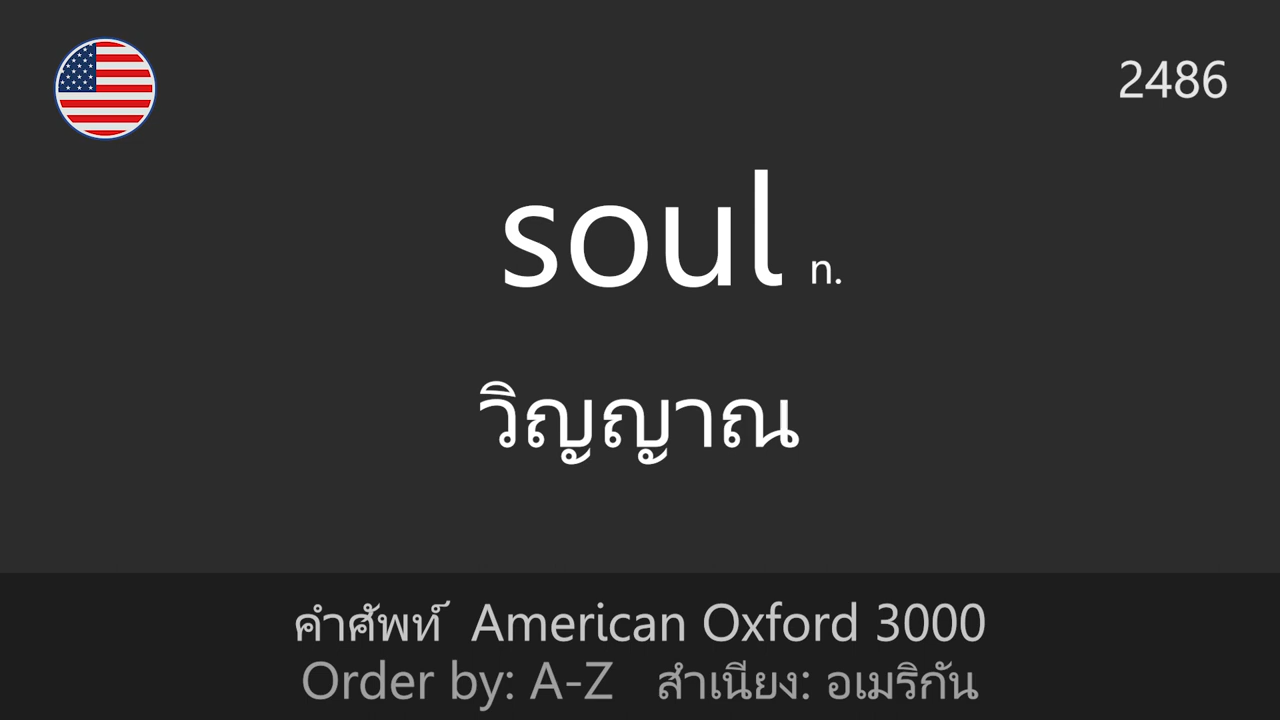 2486
soul n.
วิญญาณ
คำศัพท์ American Oxford 3000
Order by: A-Z สำเนียง: อเมริกัน